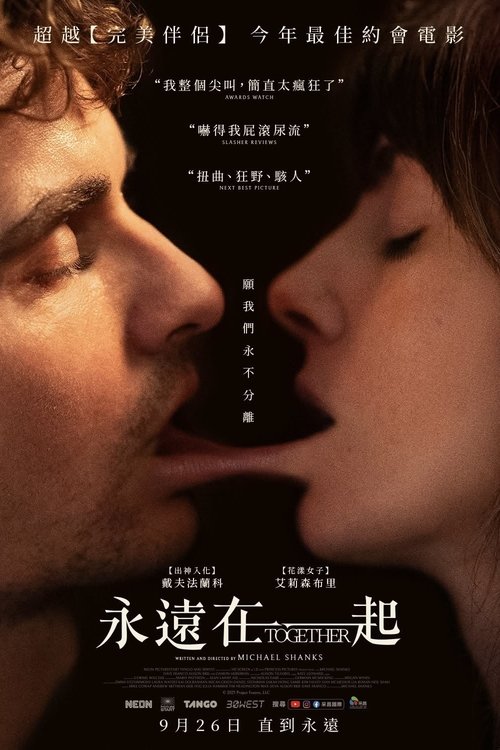 超越【完美伴侶】今年最佳約會電影
“我整個尖叫,簡直太瘋狂了”
AWARDS WATCH
“嚇得我屁滾尿流”
SLASHER REVIEWS
“扭曲、狂野、駭人”
NEXT BEST PICTURE
願我們永不分離
【出神入化】
戴夫法蘭科
【花漾女子】
艾莉森布里
永遠在TOGETHER起
WRITTEN AND DIRECTED BY MICHAEL SHANKS
NEON TANGO 30WEST 搜尋
9月26日 直到永遠